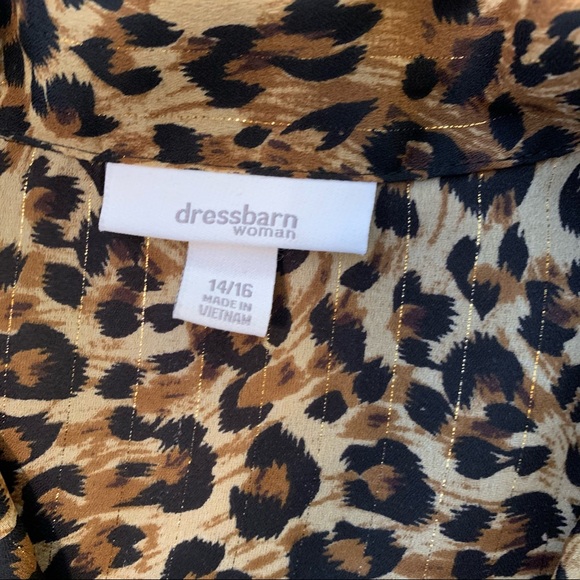 dressbarn
woman
14/16
MADE IN
VIETNAM